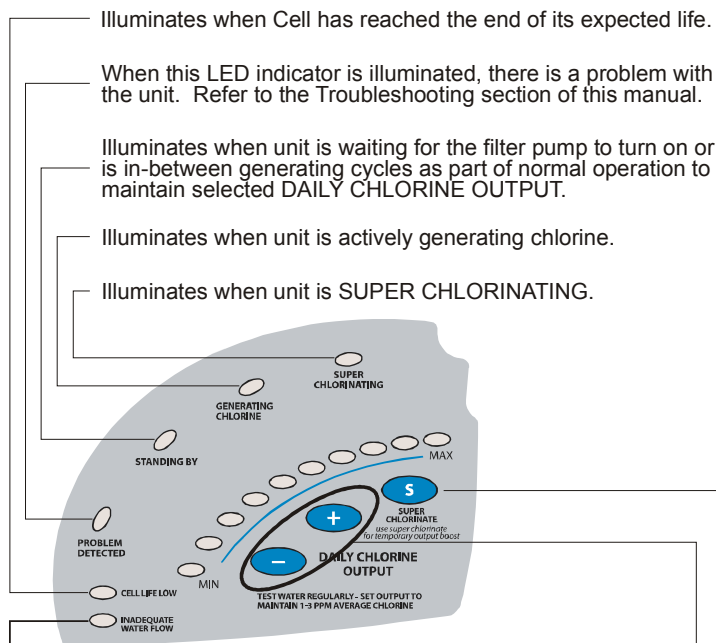 Illuminates when Cell has reached the end of its expected life.
When this LED indicator is illuminated, there is a problem with
the unit.  Refer to the Troubleshooting section of this manual.
Illuminates when unit is waiting for the filter pump to turn on or
is in-between generating cycles as part of normal operation to
maintain selected DAILY CHLORINE OUTPUT.
Illuminates when unit is actively generating chlorine.
Illuminates when unit is SUPER CHLORINATING.
SUPER
CHLORINATING
GENERATING
CHLORINE
STANDING BY
MAX
S
SUPER
CHLORINATE
use super chlorinate
for temporary output boost
+
PROBLEM
DETECTED
−
DAILY CHLORINE
OUTPUT
MIN
CELL LIFE LOW
TEST WATER REGULARLY - SET OUTPUT TO
MAINTAIN 1-3 PPM AVERAGE CHLORINE
INADEQUATE
WATER FLOW